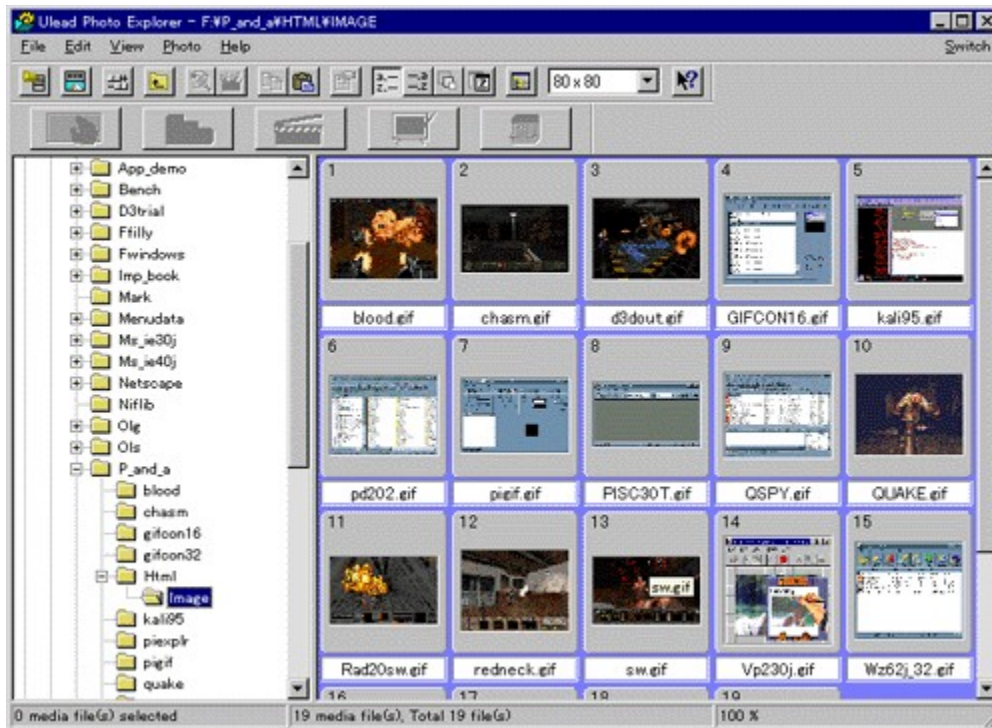 Ulead Photo Explorer - F:¥P_and_a¥HTML¥IMAGE
File Edit View Photo Help Switch
80 x 80
App_demo
Bench
D3trial
Ffilly
Fwindows
Imp_book
Mark
Menudata
Ms_ie30j
Ms_ie40j
Netscape
Niflib
Olg
Ols
P_and_a
blood
chasm
gifcon16
gifcon32
Html
Image
kali95
piexplr
pigif
quake
1 2 3 4 5
blood.gif chasm.gif d3dout.gif GIFCON16.gif kali95.gif
6 7 8 9 10
pd202.gif pigif.gif PISC30T.gif QSPY.gif QUAKE.gif
11 12 13 14 15
sw.gif
Rad20sw.gif redneck.gif sw.gif Vp230j.gif Wz62j_32.gif
16 17 18 19
0 media file(s) selected 19 media file(s), Total 19 file(s) 100 %